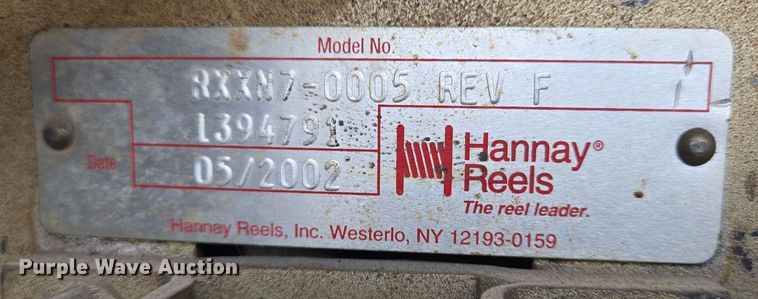 Model No.
RXXN7-0005 REV F
L394791
Date
05/2002
Hannay®
Reels
The reel leader.
Hannay Reels, Inc. Westerlo, NY 12193-0159
Purple Wave Auction